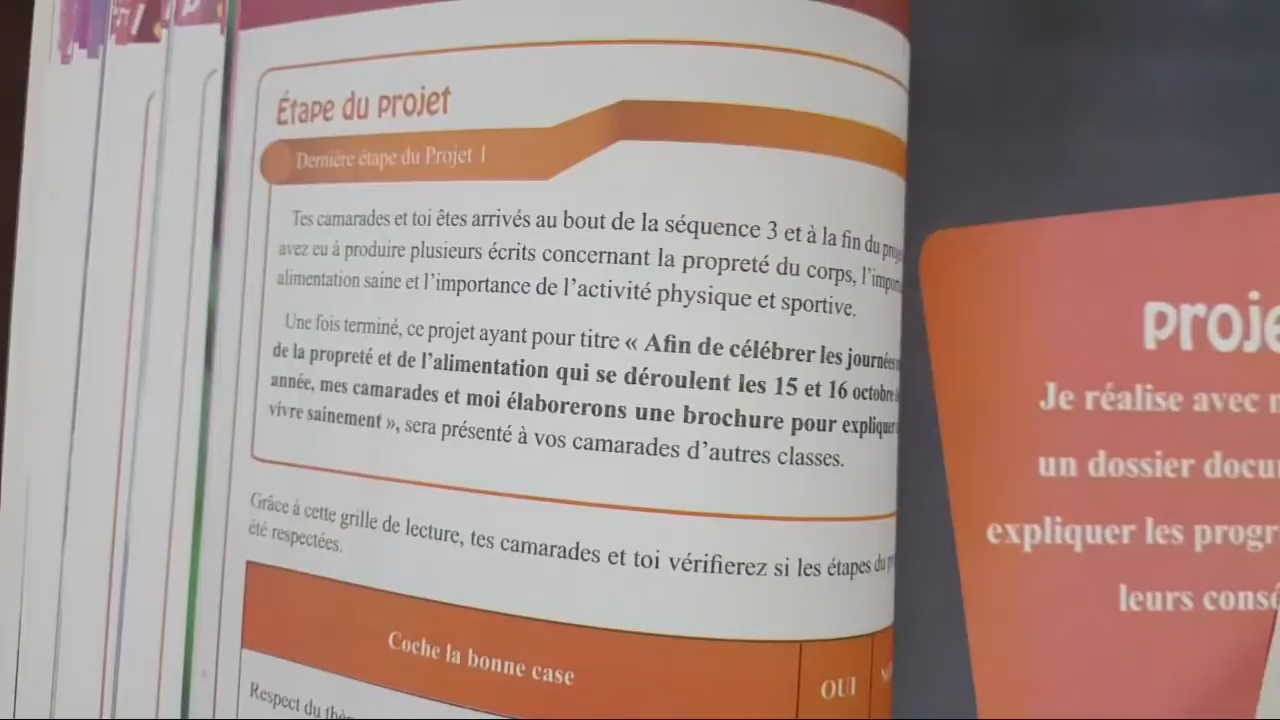 Étape du projet
Dernière étape du Projet 1
Tes camarades et toi êtes arrivés au bout de la séquence 3 et à la fin du
avez eu à produire plusieurs écrits concernant la propreté du corps,
alimentation saine et l'importance de l'activité physique et sportive.
Une fois terminé, ce projet ayant pour titre « Afin de célébrer les journées
de la propreté et de l'alimentation qui se déroulent les 15 et 16 octobre
année, mes camarades et moi élaborerons une brochure pour expliquer
vivre sainement », sera présenté à vos camarades d'autres classes.
Grâce à cette grille de lecture, tes camarades et toi vérifierez si les étapes du
été respectées.
Coche la bonne case
OUI
Respect du
Je réalise avec
un dossier
expliquer les
leurs